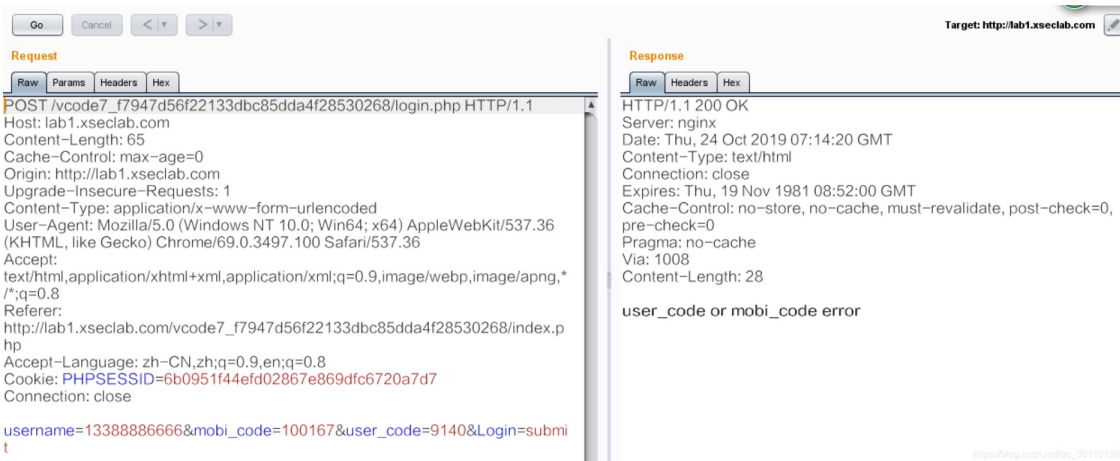 Go Cancel < >
Target: http://lab1.xseclab.com
Request
Raw Params Headers Hex
POST /vcode7_f7947d56f22133dbc85dda4f28530268/login.php HTTP/1.1
Host: lab1.xseclab.com
Content-Length: 65
Cache-Control: max-age=0
Origin: http://lab1.xseclab.com
Upgrade-Insecure-Requests: 1
Content-Type: application/x-www-form-urlencoded
User-Agent: Mozilla/5.0 (Windows NT 10.0; Win64; x64) AppleWebKit/537.36
(KHTML, like Gecko) Chrome/69.0.3497.100 Safari/537.36
Accept:
text/html,application/xhtml+xml,application/xml;q=0.9,image/webp,image/apng,*
/*;q=0.8
Referer:
http://lab1.xseclab.com/vcode7_f7947d56f22133dbc85dda4f28530268/index.p
hp
Accept-Language: zh-CN,zh;q=0.9,en;q=0.8
Cookie: PHPSESSID=6b0951f44efd02867e869dfc6720a7d7
Connection: close
username=13388886666&mobi_code=100167&user_code=9140&Login=submi
t
Response
Raw Headers Hex
HTTP/1.1 200 OK
Server: nginx
Date: Thu, 24 Oct 2019 07:14:20 GMT
Content-Type: text/html
Connection: close
Expires: Thu, 19 Nov 1981 08:52:00 GMT
Cache-Control: no-store, no-cache, must-revalidate, post-check=0,
pre-check=0
Pragma: no-cache
Via: 1008
Content-Length: 28
user_code or mobi_code error